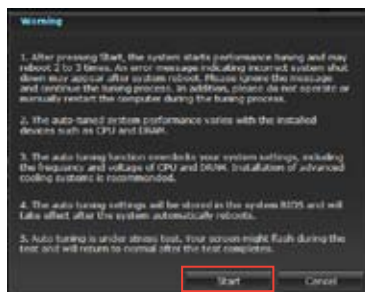 Warning
1. After pressing Start, the system starts performance tuning and may
reboot 2 to 3 times. An error message indicating incorrect system shut
down may appear after system reboot. Please ignore the message
and continue the tuning process. In addition, please do not operate or
manually restart the computer during the tuning process.
2. The auto-tuned system performance varies with the installed
devices such as CPU and DRAM.
3. The auto tuning function overclocks your system settings, including
the frequency and voltage of CPU and DRAM. Installation of advanced
cooling systems is recommended.
4. The auto tuning settings will be stored in the system BIOS and will
take effect after the system automatically reboots.
5. Auto tuning is under stress test. Your screen might flash during the
test and will return to normal after the test completes.
Start
Cancel